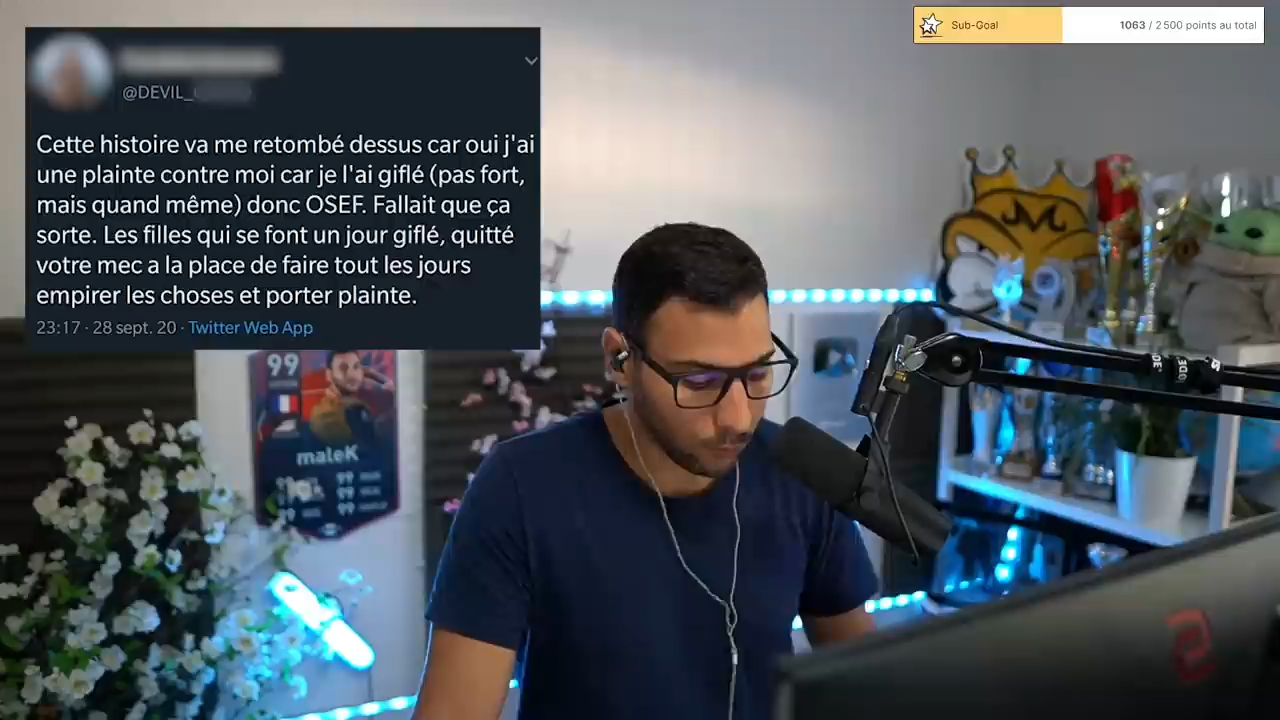 Sub-Goal 1063 / 2 500 points au total
@DEVIL_
Cette histoire va me retombé dessus car oui j'ai
une plainte contre moi car je l'ai giflé (pas fort,
mais quand même) donc OSEF. Fallait que ça
sorte. Les filles qui se font un jour giflé, quitté
votre mec a la place de faire tout les jours
empirer les choses et porter plainte.
23:17 · 28 sept. 20 · Twitter Web App
99
maleK
99
99
99